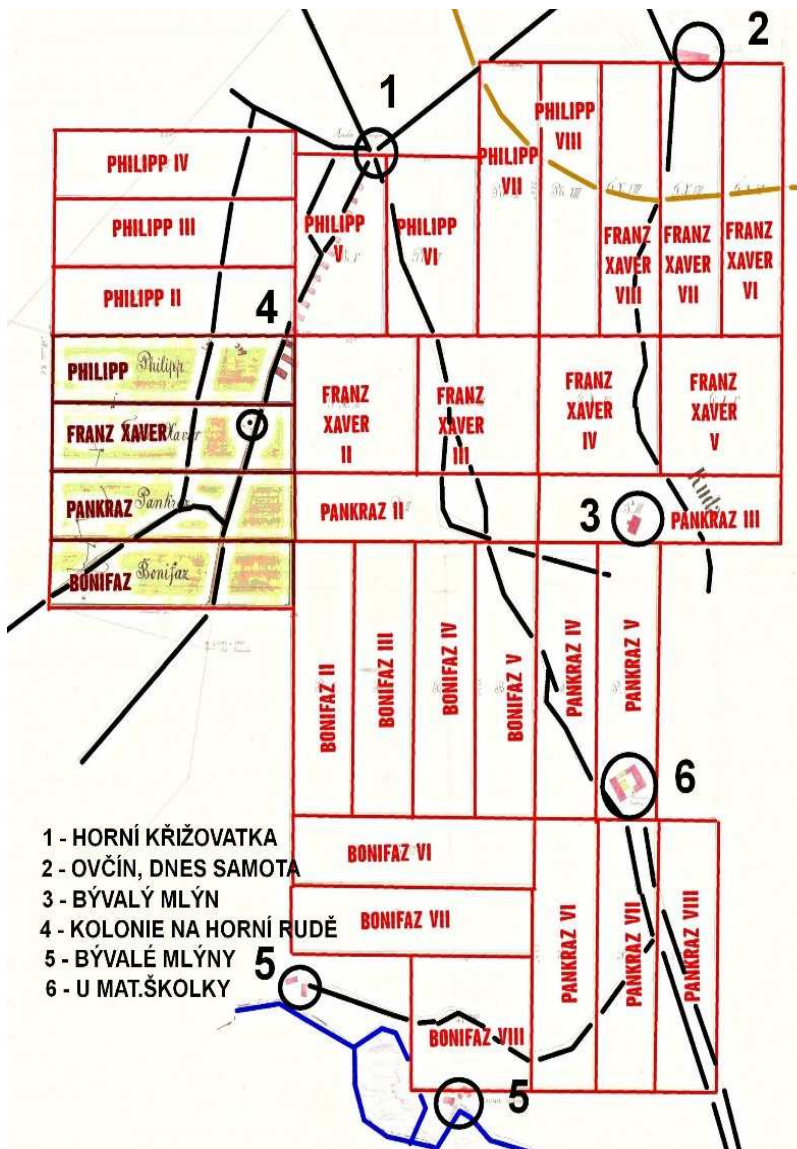 1
2
PHILIPP IV
PHILIPP III
PHILIPP II
PHILIPP
V
PHILIPP
VI
PHILIPP
VII
PHILIPP
VIII
FRANZ
XAVER
VIII
FRANZ
XAVER
VII
FRANZ
XAVER
VI
4
PHILIPP Philipp
FRANZ XAVER Xaver
PANKRAZ
BONIFAZ Bonifaz
FRANZ
XAVER
II
FRANZ
XAVER
III
FRANZ
XAVER
IV
FRANZ
XAVER
V
PANKRAZ II
3
PANKRAZ III
BONIFAZ II
BONIFAZ III
BONIFAZ IV
BONIFAZ V
PANKRAZ IV
PANKRAZ V
6
BONIFAZ VI
BONIFAZ VII
BONIFAZ VIII
PANKRAZ VI
PANKRAZ VII
PANKRAZ VIII
1 - HORNÍ KŘIŽOVATKA
2 - OVČÍN, DNES SAMOTA
3 - BÝVALÝ MLÝN
4 - KOLONIE NA HORNÍ RUDĚ
5 - BÝVALÉ MLÝNY
6 - U MAT.ŠKOLKY
5
5